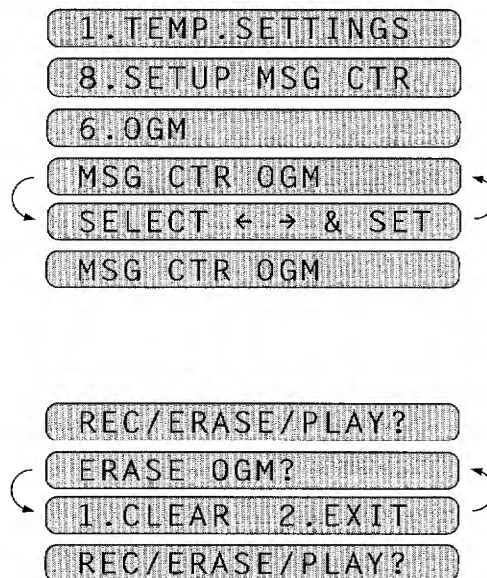 1.TEMP.SETTINGS
8.SETUP MSG CTR
6.OGM
MSG CTR OGM
SELECT ← → & SET
MSG CTR OGM
REC/ERASE/PLAY?
ERASE OGM?
1.CLEAR 2.EXIT
REC/ERASE/PLAY?